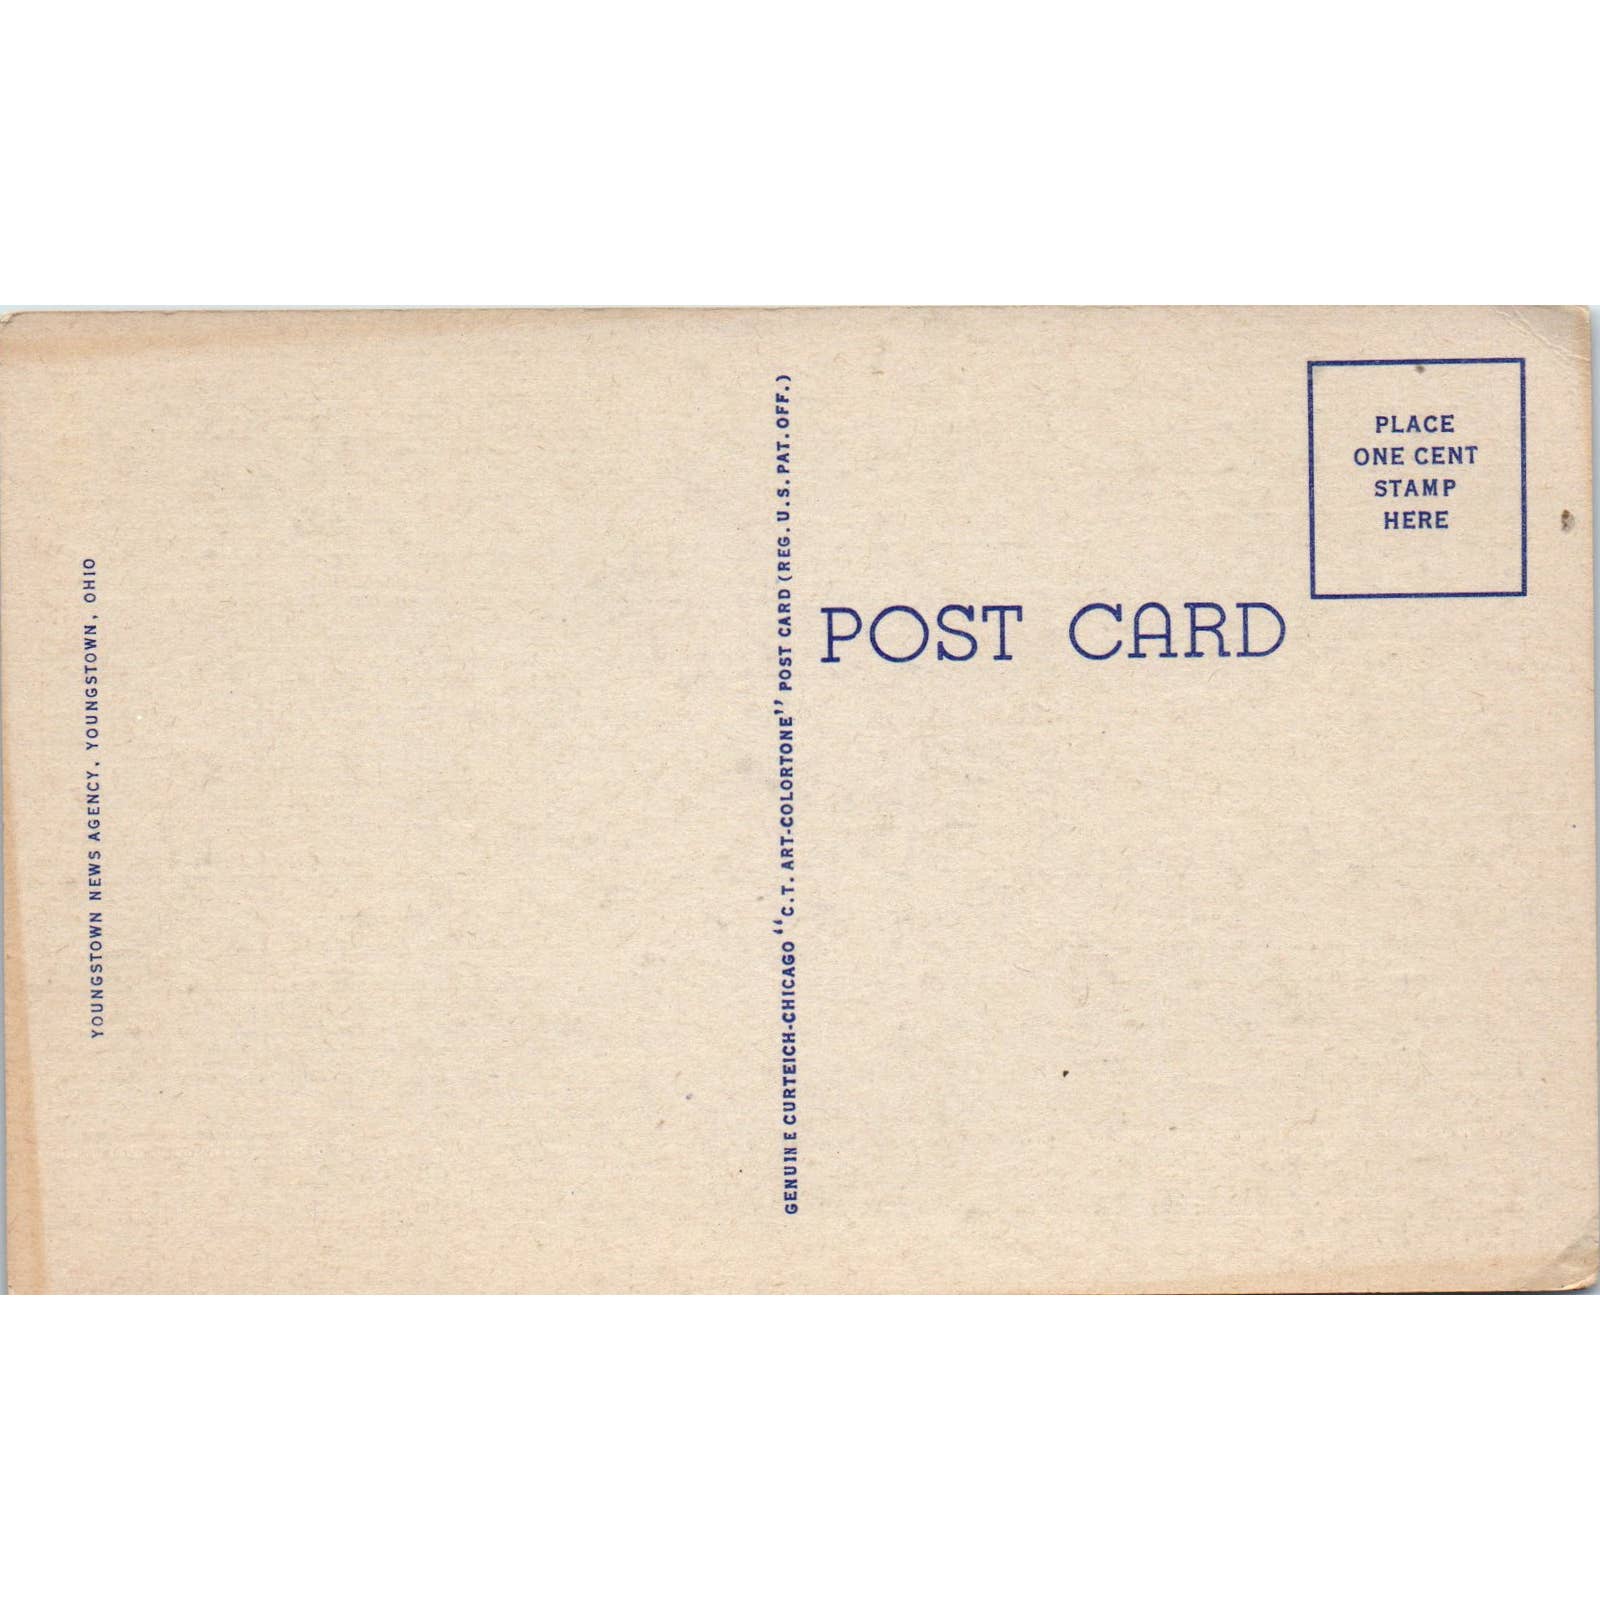 YOUNGSTOWN NEWS AGENCY, YOUNGSTOWN, OHIO
GENUINE CURTEICH-CHICAGO "C.T. ART-COLORTONE" POST CARD (REG. U.S. PAT. OFF.)
PLACE
ONE CENT
STAMP
HERE
POST CARD